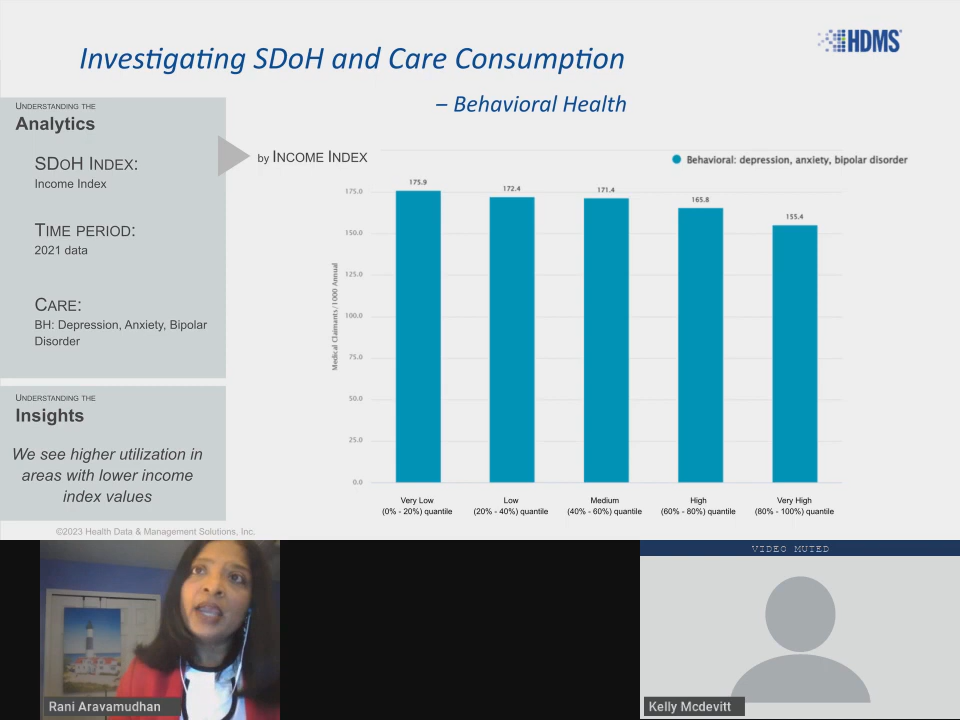 Investigating SDoH and Care Consumption
HDMS
– Behavioral Health
UNDERSTANDING THE
Analytics
SDOH INDEX:
Income Index
TIME PERIOD:
2021 data
CARE:
BH: Depression, Anxiety, Bipolar
Disorder
UNDERSTANDING THE
Insights
We see higher utilization in
areas with lower income
index values
©2023 Health Data & Management Solutions, Inc.
by INCOME INDEX
Behavioral: depression, anxiety, bipolar disorder
Medical Claimants/1000 Annual
175.0
150.0
125.0
100.0
75.0
50.0
25.0
0.0
175.9
172.4
171.4
165.8
155.4
Very Low
(0% - 20%) quantile
Low
(20% - 40%) quantile
Medium
(40% - 60%) quantile
High
(60% - 80%) quantile
Very High
(80% - 100%) quantile
VIDEO MUTED
Rani Aravamudhan
Kelly Mcdevitt